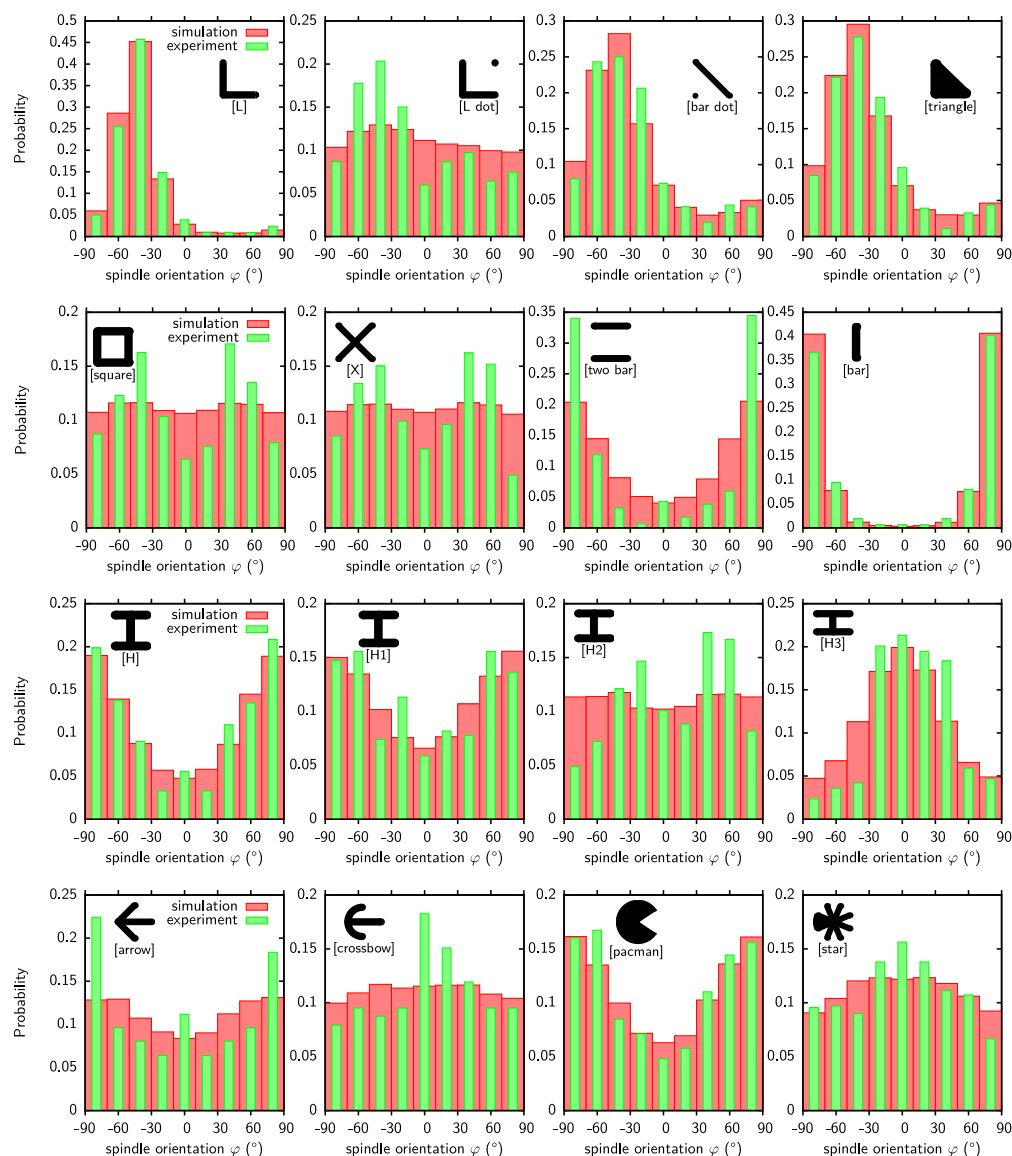 Probability
0.5
0.45
0.4
0.35
0.3
0.25
0.2
0.15
0.1
0.05
0
simulation
experiment
[L]
-90 -60 -30 0 30 60 90
spindle orientation φ (°)
0.3
0.25
0.2
0.15
0.1
0.05
0
[L dot]
-90 -60 -30 0 30 60 90
spindle orientation φ (°)
0.3
0.25
0.2
0.15
0.1
0.05
0
[bar dot]
-90 -60 -30 0 30 60 90
spindle orientation φ (°)
0.3
0.25
0.2
0.15
0.1
0.05
0
[triangle]
-90 -60 -30 0 30 60 90
spindle orientation φ (°)
Probability
0.2
0.15
0.1
0.05
0
simulation
experiment
[square]
-90 -60 -30 0 30 60 90
spindle orientation φ (°)
0.2
0.15
0.1
0.05
0
[X]
-90 -60 -30 0 30 60 90
spindle orientation φ (°)
0.35
0.3
0.25
0.2
0.15
0.1
0.05
0
[two bar]
-90 -60 -30 0 30 60 90
spindle orientation φ (°)
0.45
0.4
0.35
0.3
0.25
0.2
0.15
0.1
0.05
0
[bar]
-90 -60 -30 0 30 60 90
spindle orientation φ (°)
Probability
0.25
0.2
0.15
0.1
0.05
0
simulation
experiment
[H]
-90 -60 -30 0 30 60 90
spindle orientation φ (°)
0.2
0.15
0.1
0.05
0
[H1]
-90 -60 -30 0 30 60 90
spindle orientation φ (°)
0.2
0.15
0.1
0.05
0
[H2]
-90 -60 -30 0 30 60 90
spindle orientation φ (°)
0.25
0.2
0.15
0.1
0.05
0
[H3]
-90 -60 -30 0 30 60 90
spindle orientation φ (°)
Probability
0.25
0.2
0.15
0.1
0.05
0
simulation
experiment
[arrow]
-90 -60 -30 0 30 60 90
spindle orientation φ (°)
0.2
0.15
0.1
0.05
0
[crossbow]
-90 -60 -30 0 30 60 90
spindle orientation φ (°)
0.2
0.15
0.1
0.05
0
[pacman]
-90 -60 -30 0 30 60 90
spindle orientation φ (°)
0.2
0.15
0.1
0.05
0
[star]
-90 -60 -30 0 30 60 90
spindle orientation φ (°)